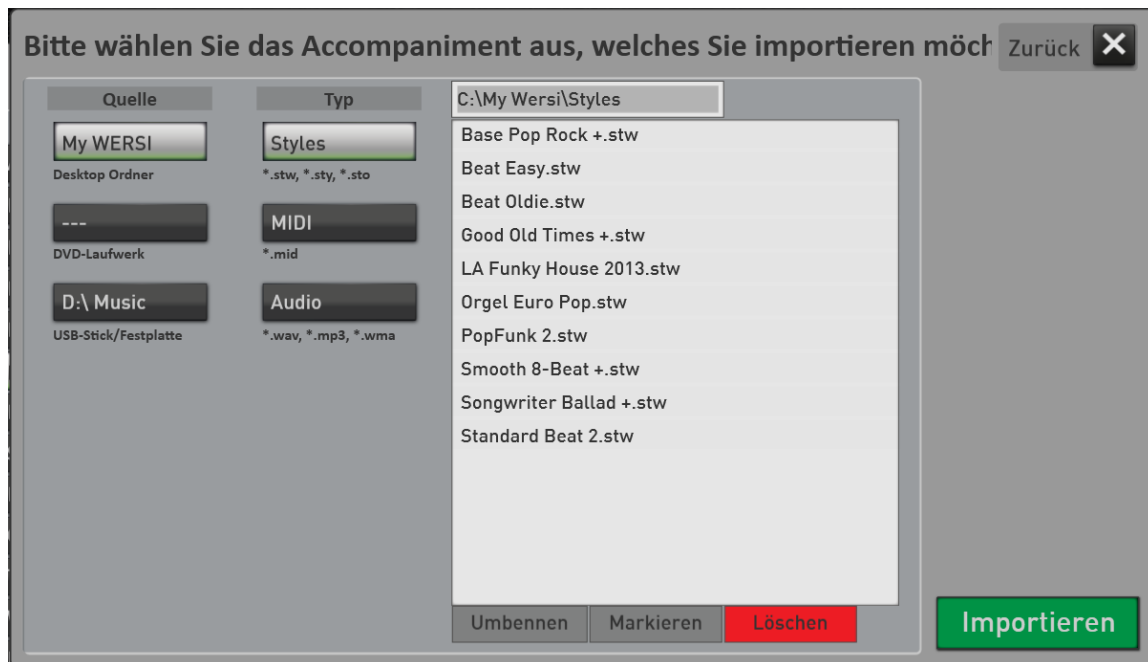 Bitte wählen Sie das Accompaniment aus, welches Sie importieren möch
Zurück
Quelle
Typ
My WERSI
Desktop Ordner
Styles
*.stw, *.sty, *.sto
---
DVD-Laufwerk
MIDI
*.mid
D:\ Music
USB-Stick/Festplatte
Audio
*.wav, *.mp3, *.wma
C:\My Wersi\Styles
Base Pop Rock +.stw
Beat Easy.stw
Beat Oldie.stw
Good Old Times +.stw
LA Funky House 2013.stw
Orgel Euro Pop.stw
PopFunk 2.stw
Smooth 8-Beat +.stw
Songwriter Ballad +.stw
Standard Beat 2.stw
Umbennen
Markieren
Löschen
Importieren